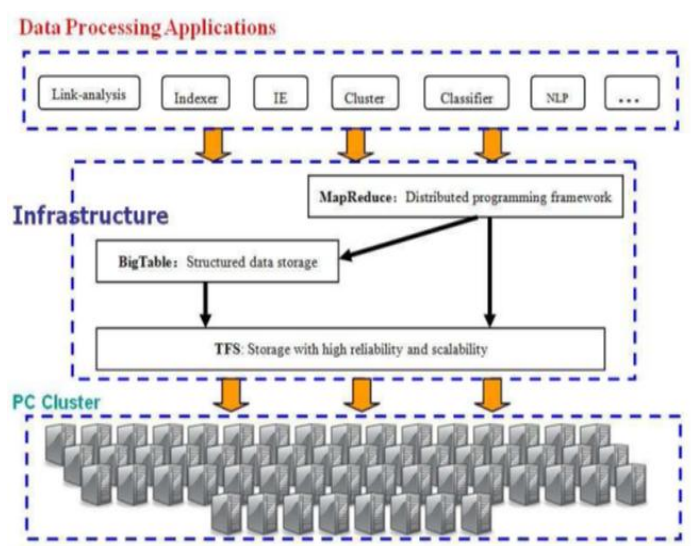 Data Processing Applications
Link-analysis
Indexer
IE
Cluster
Classifier
NLP
...
MapReduce: Distributed programming framework
Infrastructure
BigTable: Structured data storage
TFS: Storage with high reliability and scalability
PC Cluster